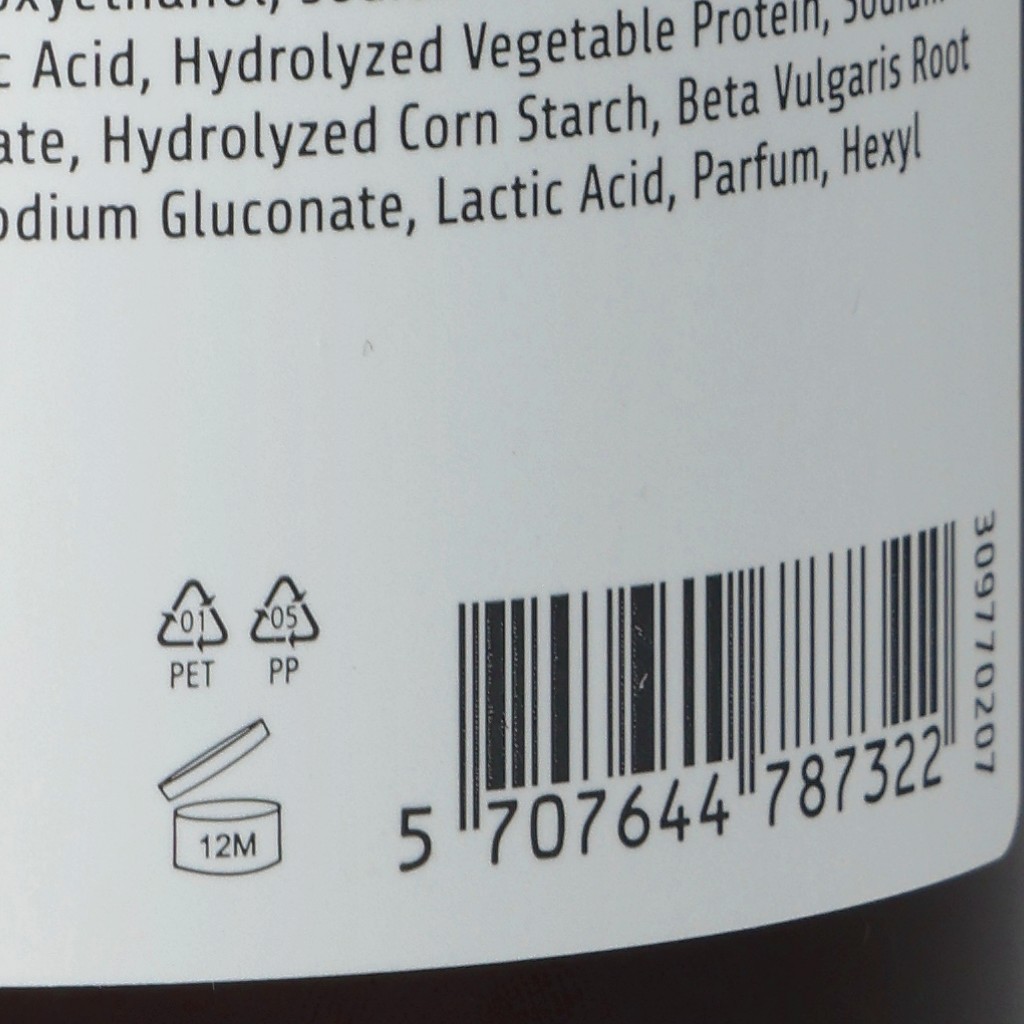 c Acid, Hydrolyzed Vegetable Protein,
ate, Hydrolyzed Corn Starch, Beta Vulgaris Root
odium Gluconate, Lactic Acid, Parfum, Hexyl
01 05
PET PP
12M
5 707644 787322
3097770207